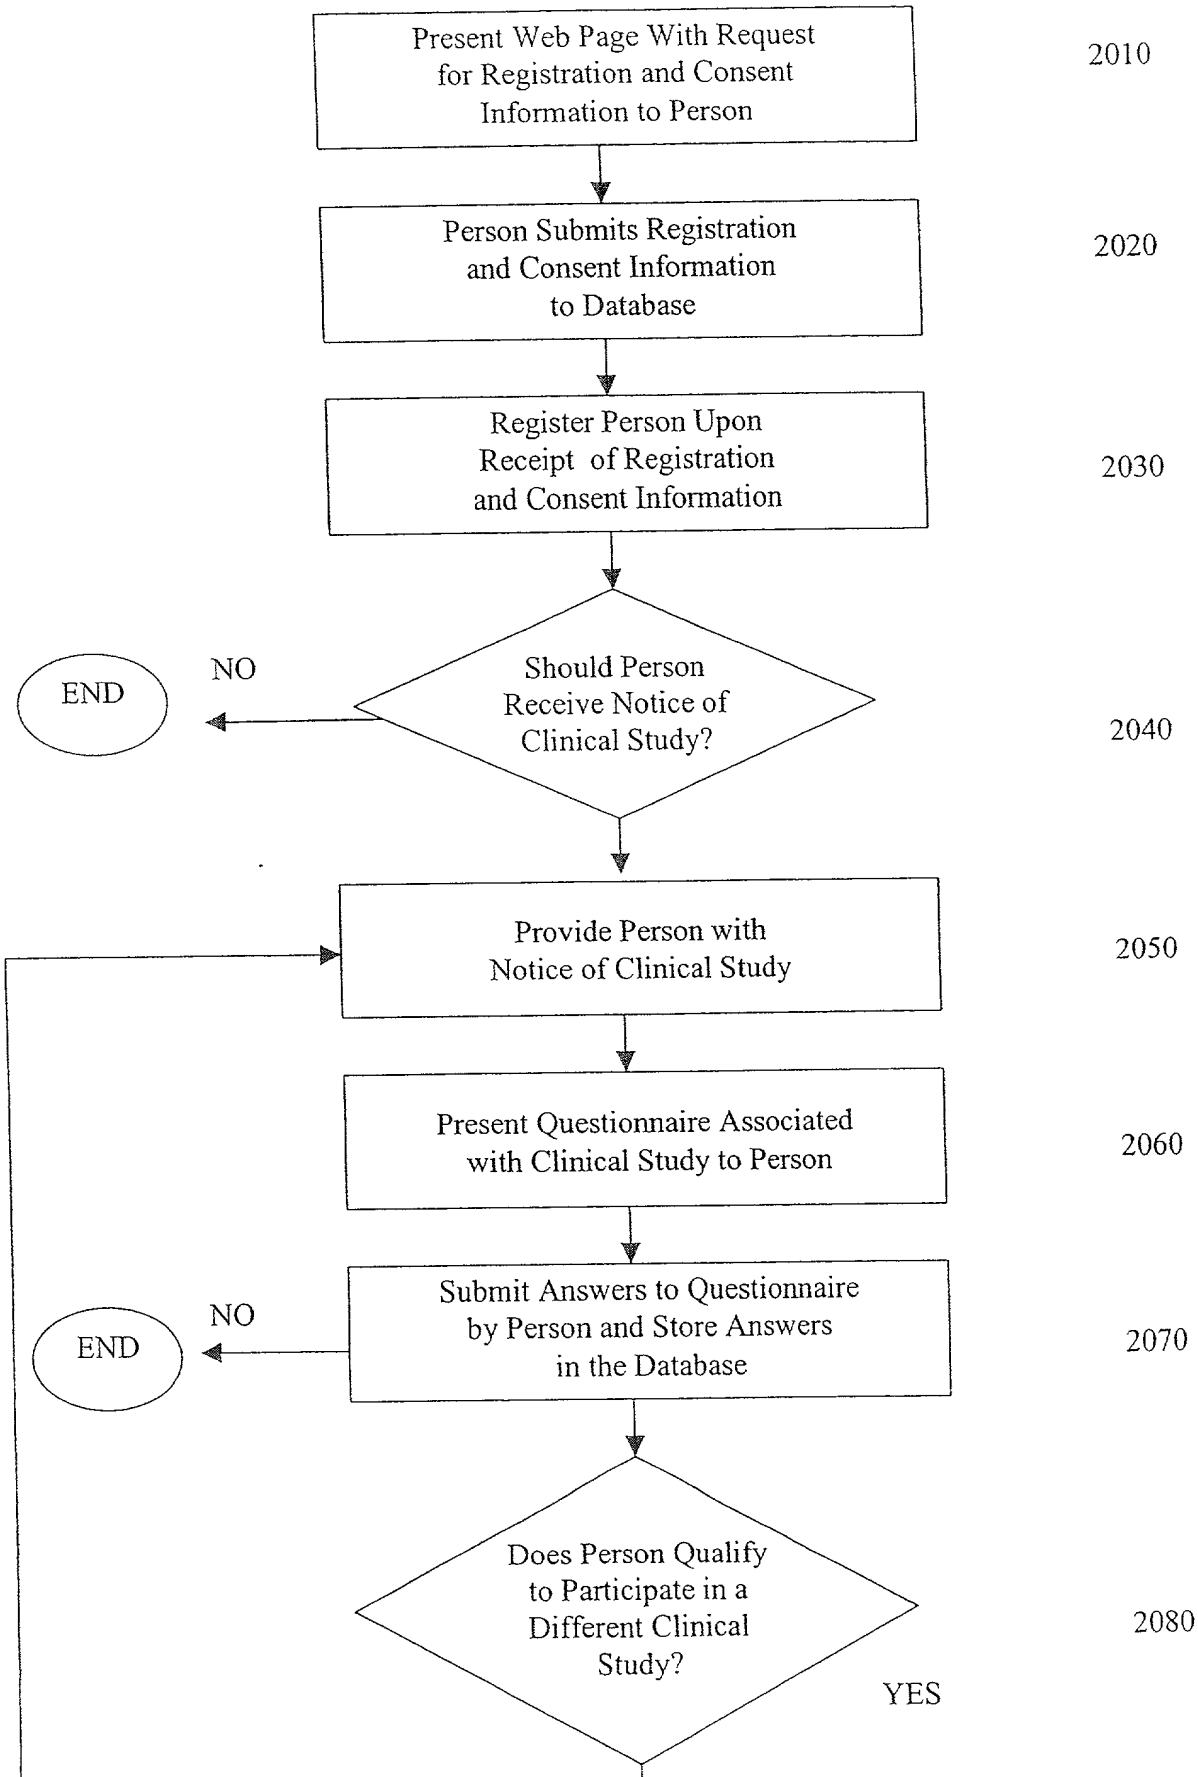 Present Web Page With Request
for Registration and Consent
Information to Person
2010
Person Submits Registration
and Consent Information
to Database
2020
Register Person Upon
Receipt of Registration
and Consent Information
2030
END
NO
Should Person
Receive Notice of
Clinical Study?
2040
Provide Person with
Notice of Clinical Study
2050
Present Questionnaire Associated
with Clinical Study to Person
2060
END
NO
Submit Answers to Questionnaire
by Person and Store Answers
in the Database
2070
Does Person Qualify
to Participate in a
Different Clinical
Study?
2080
YES